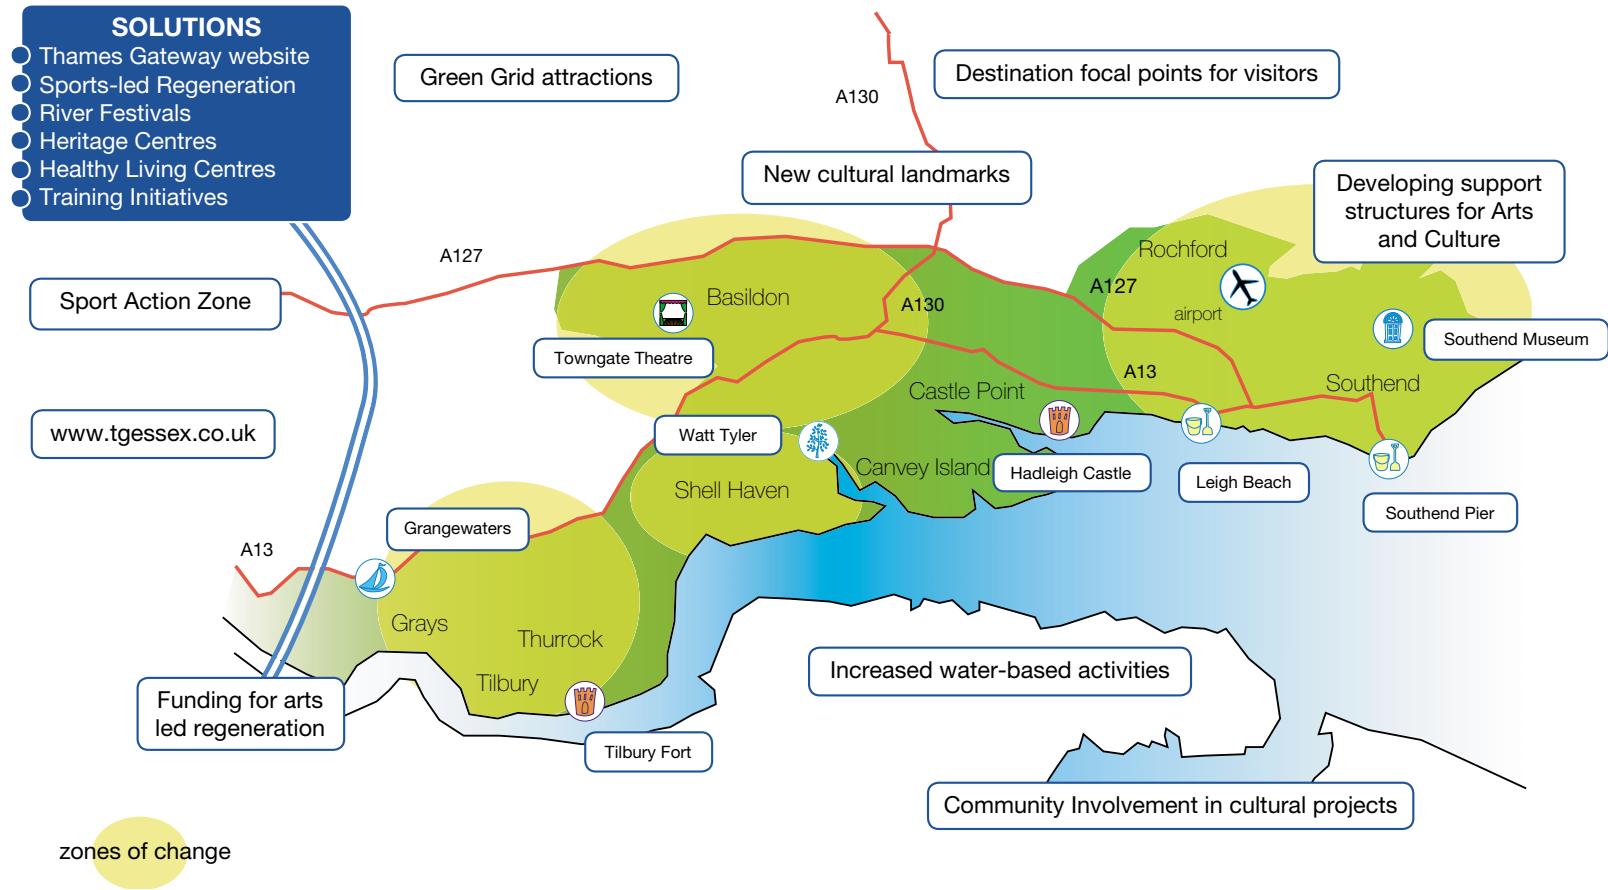 SOLUTIONS
Thames Gateway website
Sports-led Regeneration
River Festivals
Heritage Centres
Healthy Living Centres
Training Initiatives
Green Grid attractions
Destination focal points for visitors
A130
New cultural landmarks
Developing support
structures for Arts
and Culture
A127
Rochford
Sport Action Zone
Basildon
A130
A127
airport
Towngate Theatre
Southend Museum
A13
Castle Point
Southend
www.tgessex.co.uk
Watt Tyler
Canvey Island
Hadleigh Castle
Leigh Beach
Shell Haven
Southend Pier
Grangewaters
A13
Grays
Thurrock
Tilbury
Increased water-based activities
Funding for arts
led regeneration
Tilbury Fort
Community Involvement in cultural projects
zones of change